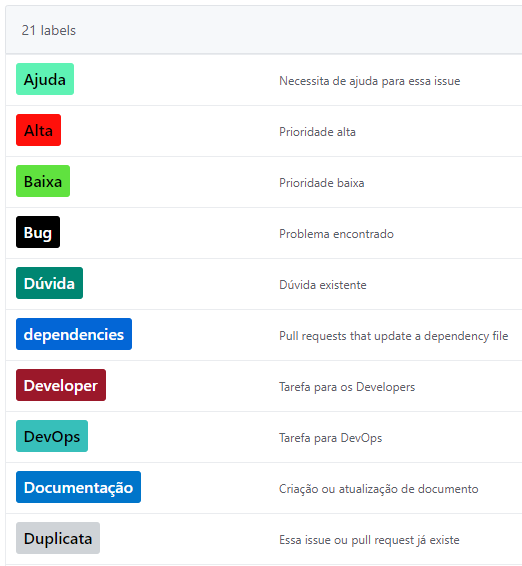 21 labels
Ajuda Necessita de ajuda para essa issue
Alta Prioridade alta
Baixa Prioridade baixa
Bug Problema encontrado
Dúvida Dúvida existente
dependencies Pull requests that update a dependency file
Developer Tarefa para os Developers
DevOps Tarefa para DevOps
Documentação Criação ou atualização de documento
Duplicata Essa issue ou pull request já existe